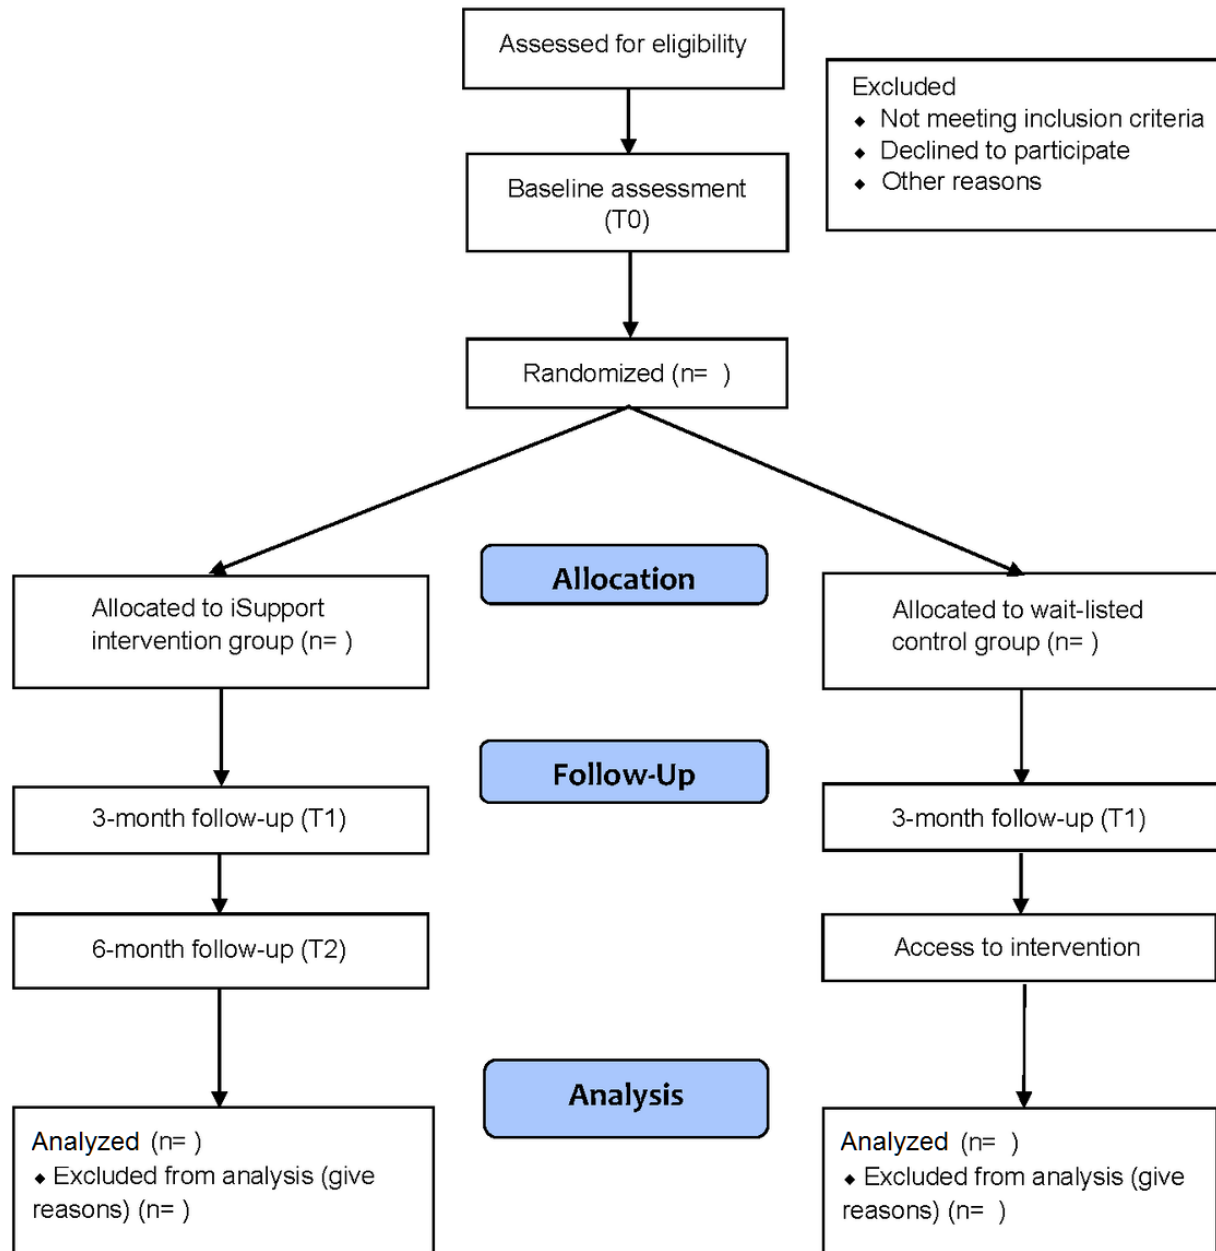 Assessed for eligibility
Excluded
◆ Not meeting inclusion criteria
◆ Declined to participate
◆ Other reasons
Baseline assessment
(T0)
Randomized (n=  )
Allocation
Allocated to iSupport
intervention group (n= )
Allocated to wait-listed
control group (n= )
Follow-Up
3-month follow-up (T1)
3-month follow-up (T1)
6-month follow-up (T2)
Access to intervention
Analysis
Analyzed (n= )
◆ Excluded from analysis (give
reasons) (n= )
Analyzed (n=  )
◆ Excluded from analysis (give
reasons) (n=  )